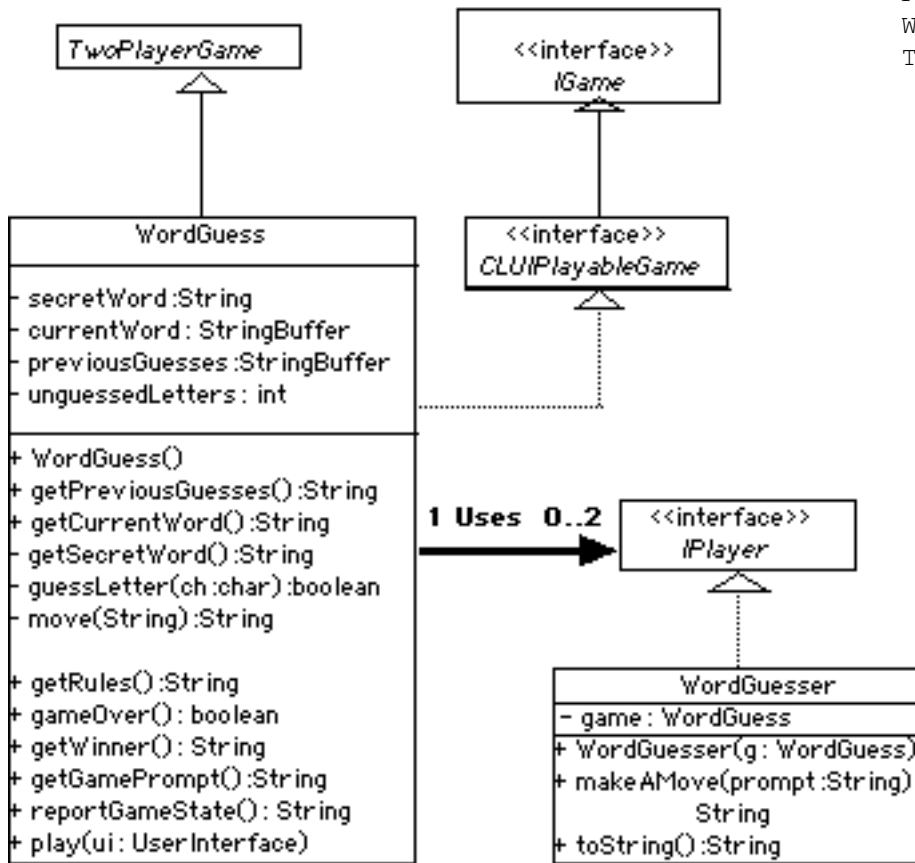 TwoPlayerGame
<<interface>>
IGame
W
T
WordGuess
- secretWord:String
- currentWord: StringBuffer
- previousGuesses:StringBuffer
- unguessedLetters: int
+ WordGuess()
+ getPreviousGuesses():String
+ getCurrentWord():String
- getSecretWord():String
- guessLetter(ch:char):boolean
- move(String):String
+ getRules():String
+ gameOver(): boolean
+ getWinner(): String
+ getGamePrompt():String
+ reportGameState(): String
+ play(ui: UserInterface)
<<interface>>
CLUIPlayableGame
1 Uses 0..2
<<interface>>
IPlayer
WordGuesser
- game: WordGuess
+ WordGuesser(g: WordGuess)
+ makeAMove(prompt:String)
String
+ toString():String